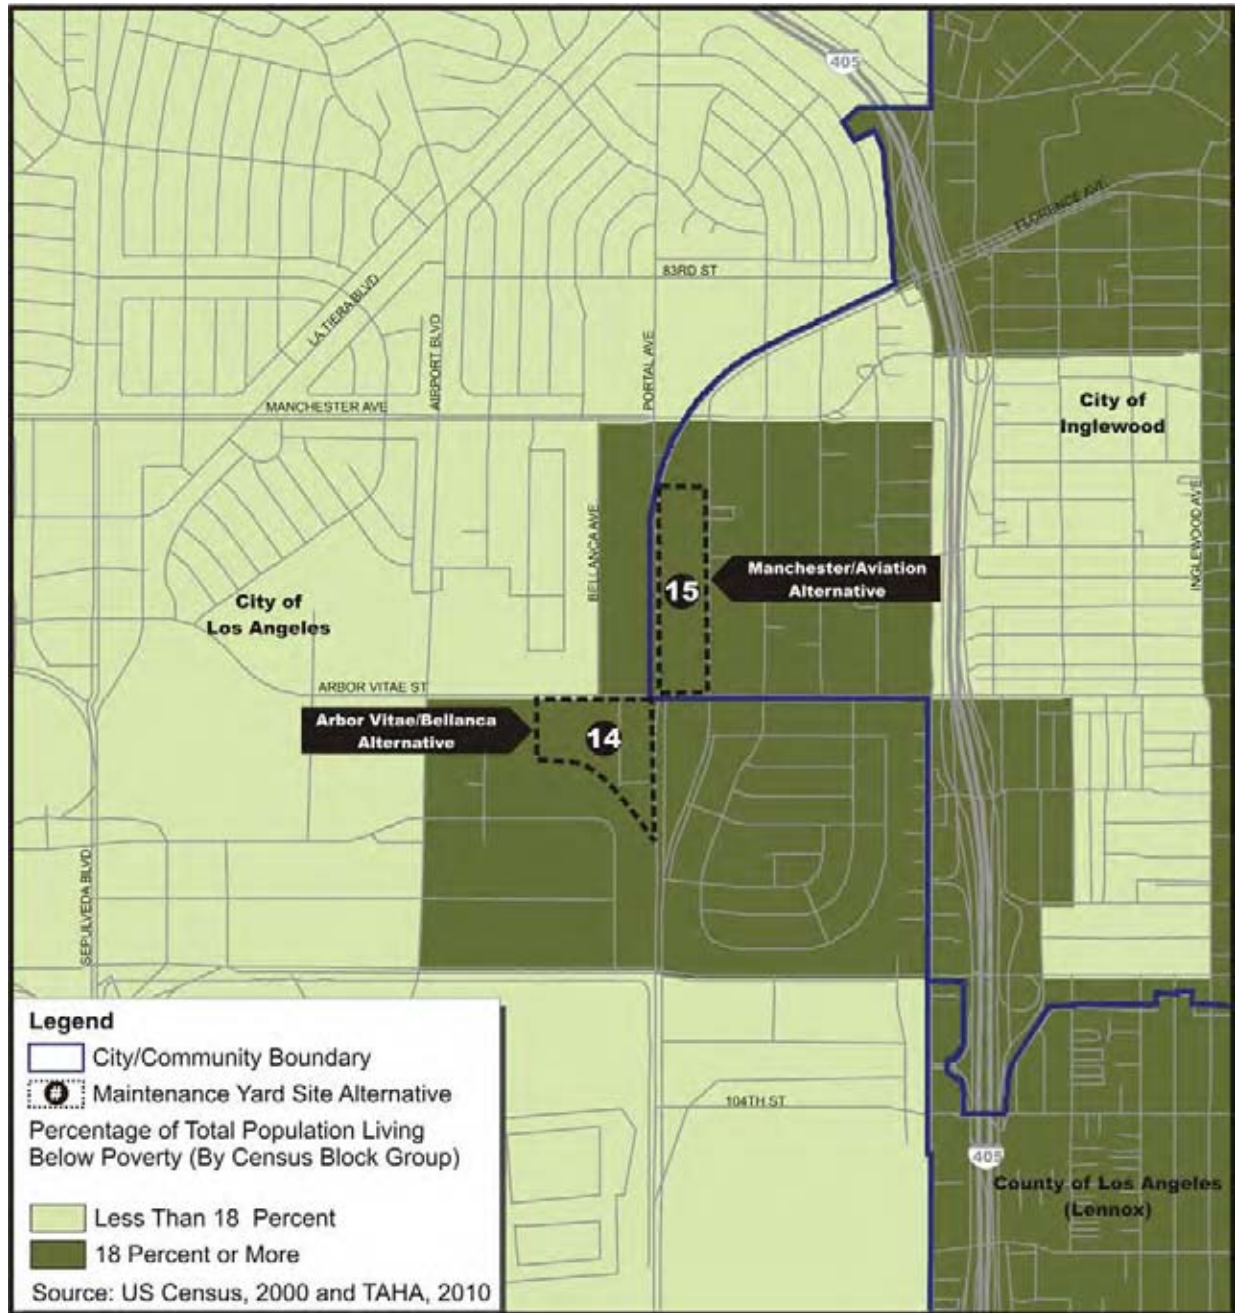 405
FLORENCE AVE
83RD ST
LA TIERA BLVD
AIRPORT BLVD
PORTAL AVE
MANCHESTER AVE
City of
Inglewood
BELLANCA AVE
INGLEWOOD AVE
Manchester/Aviation
Alternative
15
City of
Los Angeles
ARBOR VITAE ST
Arbor Vitae/Bellanca
Alternative
14
SEPULVEDA BLVD
104TH ST
405
County of Los Angeles
(Lennox)
Legend
City/Community Boundary
# Maintenance Yard Site Alternative
Percentage of Total Population Living
Below Poverty (By Census Block Group)
Less Than 18 Percent
18 Percent or More
Source: US Census, 2000 and TAHA, 2010